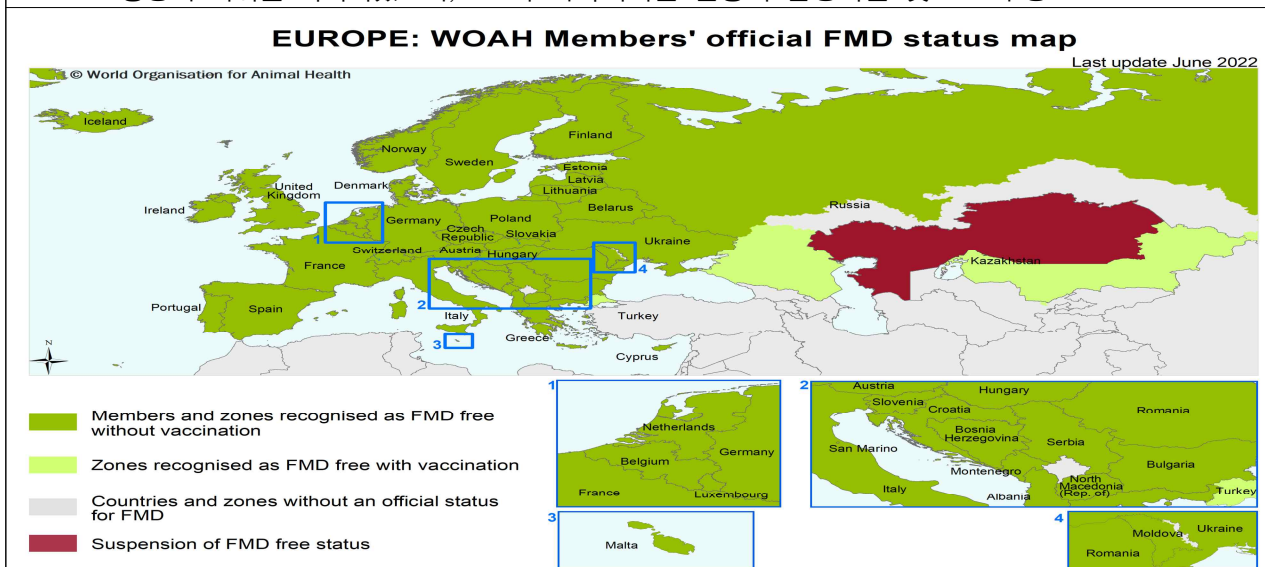 EUROPE: WOAH Members' official FMD status map
Last update June 2022
© World Organisation for Animal Health
Iceland
Norway
Sweden
Finland
Estonia
Latvia
Lithuania
Denmark
United
Kingdom
Ireland
Belarus
Russia
Germany
Poland
Czech
Republic
Slovakia
Ukraine
1
Switzerland
Austria
Hungary
France
4
Kazakhstan
Portugal
Spain
2
Italy
Turkey
3
Greece
Cyprus
N
Members and zones recognised as FMD free
without vaccination
Zones recognised as FMD free with vaccination
Countries and zones without an official status
for FMD
Suspension of FMD free status
1
Netherlands
Belgium
Germany
France
Luxembourg
2
Austria
Hungary
Slovenia
Croatia
Romania
Bosnia
Herzegovina
Serbia
San Marino
Montenegro
Bulgaria
North
Macedonia
(Rep. of)
Italy
Albania
Turkey
3
Malta
4
Moldova
Ukraine
Romania